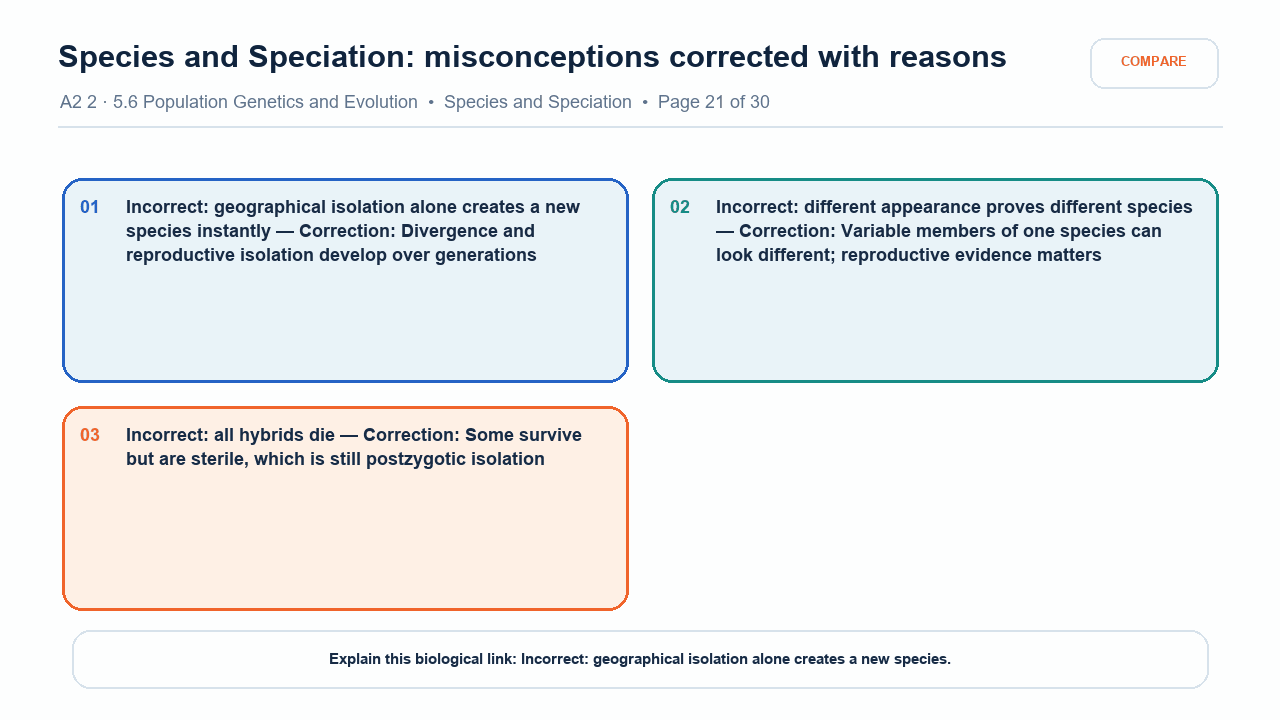 Species and Speciation: misconceptions corrected with reasons
COMPARE
A2 2 · 5.6 Population Genetics and Evolution • Species and Speciation • Page 21 of 30
01
Incorrect: geographical isolation alone creates a new
species instantly — Correction: Divergence and
reproductive isolation develop over generations
02
Incorrect: different appearance proves different species
— Correction: Variable members of one species can
look different; reproductive evidence matters
03
Incorrect: all hybrids die — Correction: Some survive
but are sterile, which is still postzygotic isolation
Explain this biological link: Incorrect: geographical isolation alone creates a new species.